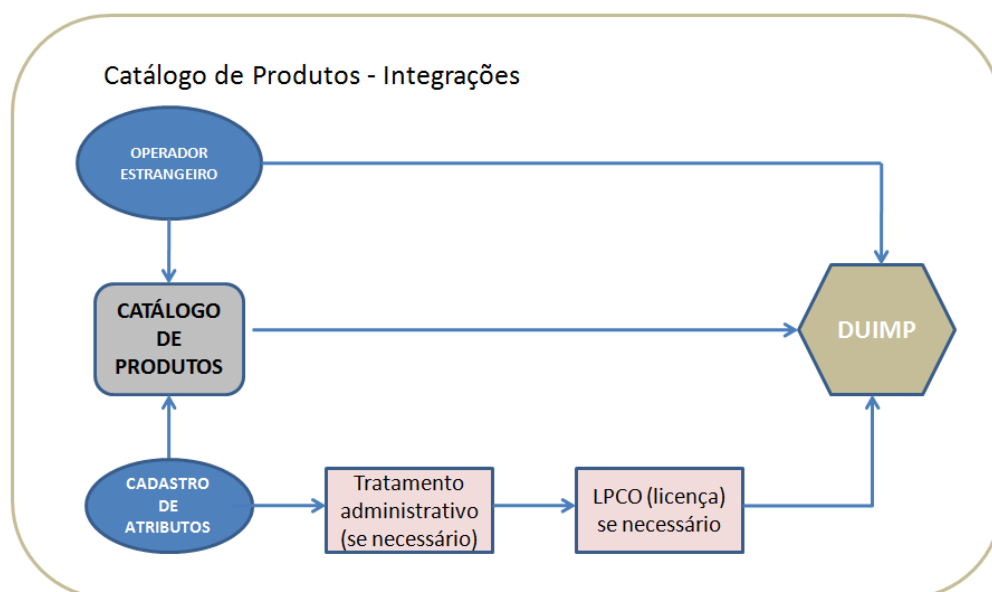 Catálogo de Produtos - Integrações
OPERADOR
ESTRANGEIRO
CATÁLOGO
DE
PRODUTOS
DUIMP
CADASTRO
DE
ATRIBUTOS
Tratamento
administrativo
(se necessário)
LPCO (licença)
se necessário